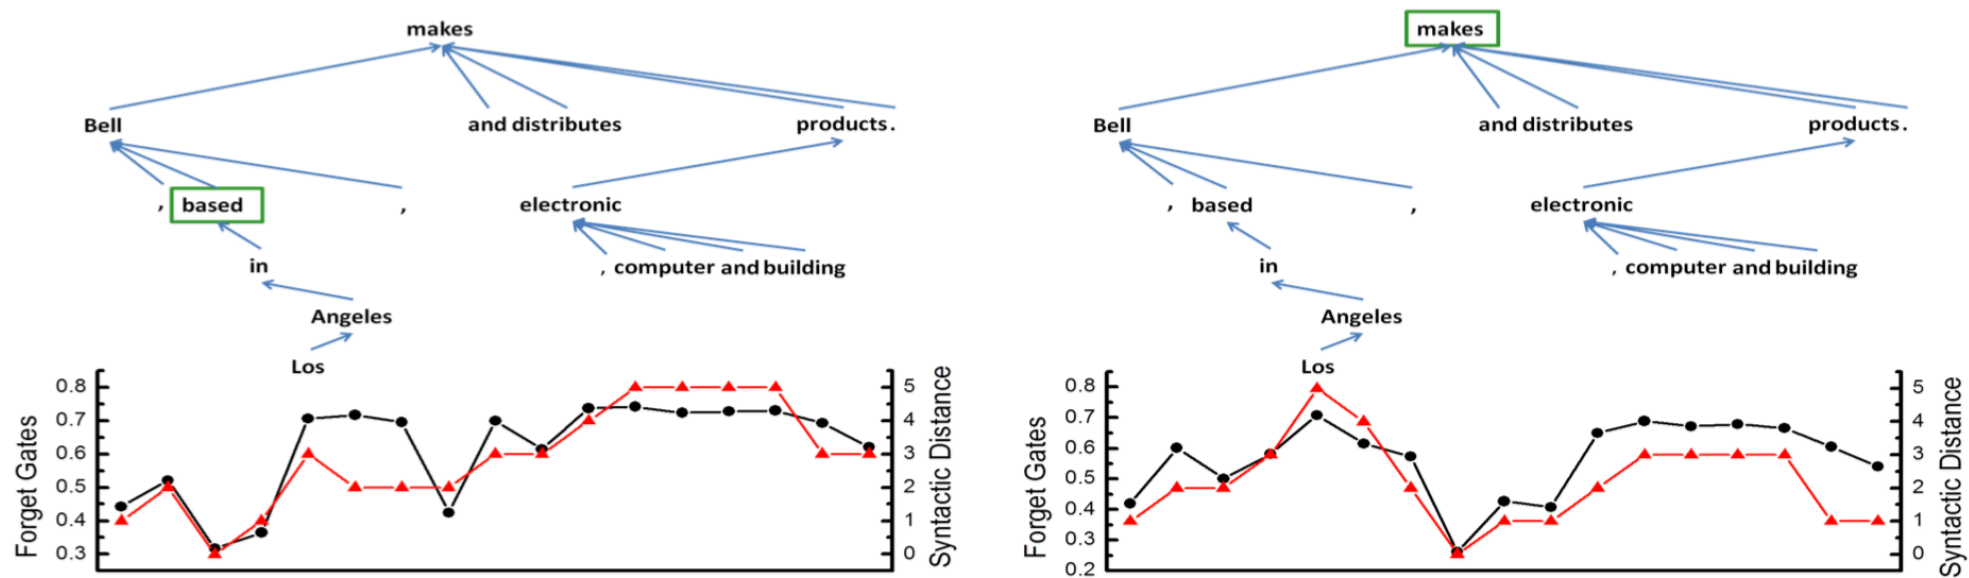 makes
Bell and distributes products.
, based , electronic
in , computer and building
Angeles
Los
0.8 5
0.7 4
0.6 3
0.5 2
0.4 1
0.3 0
Forget Gates
Syntactic Distance
makes
Bell and distributes products.
, based , electronic
in , computer and building
Angeles
Los
0.8 5
0.7 4
0.6 3
0.5 2
0.4 1
0.3 0
0.2
Forget Gates
Syntactic Distance